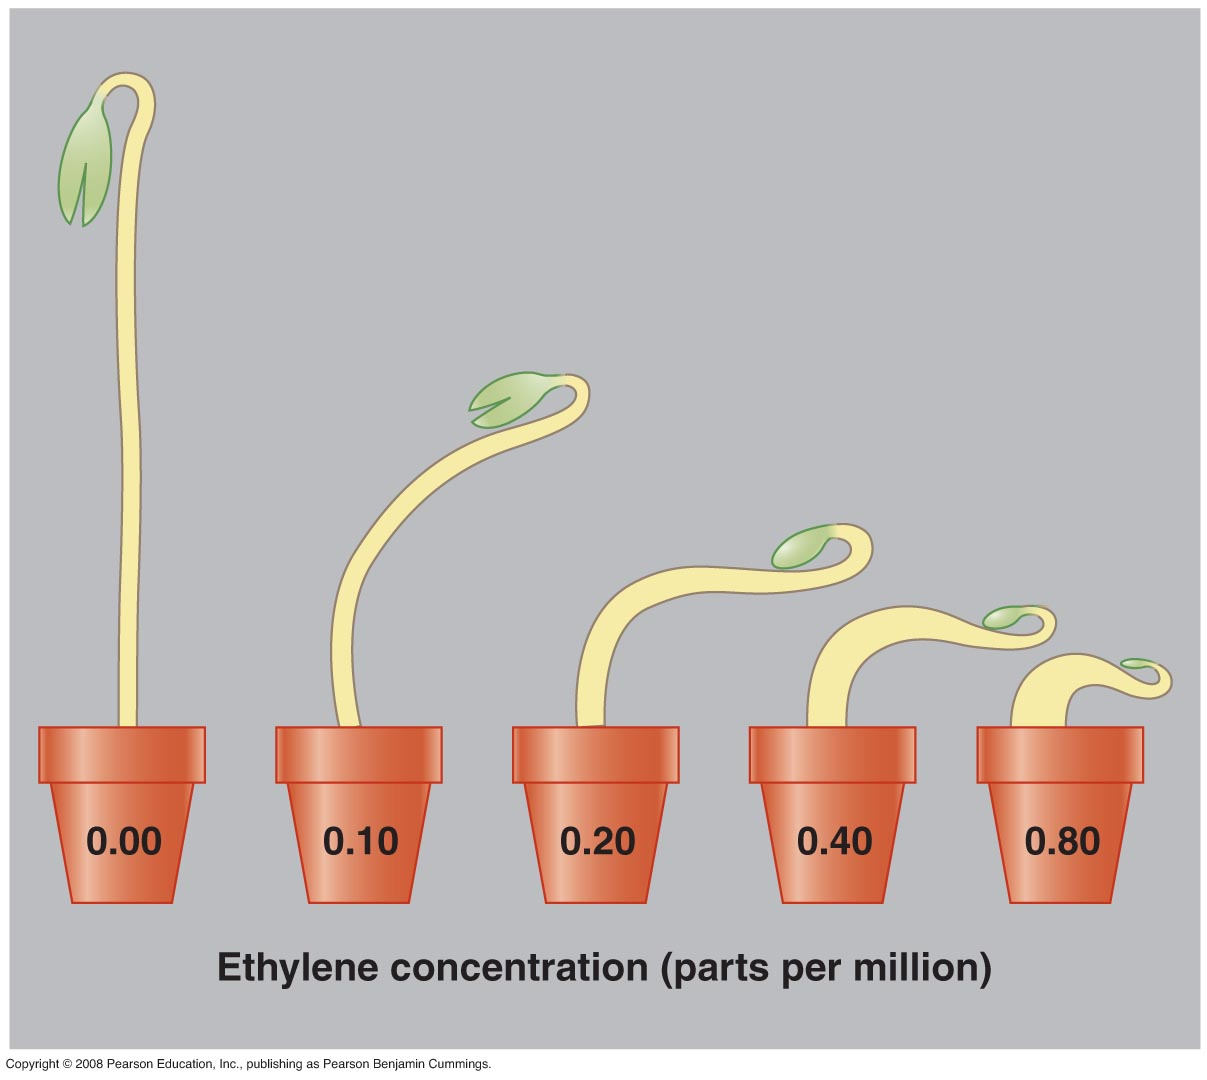 0.00
0.10
0.20
0.40
0.80
Ethylene concentration (parts per million)
Copyright © 2008 Pearson Education, Inc., publishing as Pearson Benjamin Cummings.